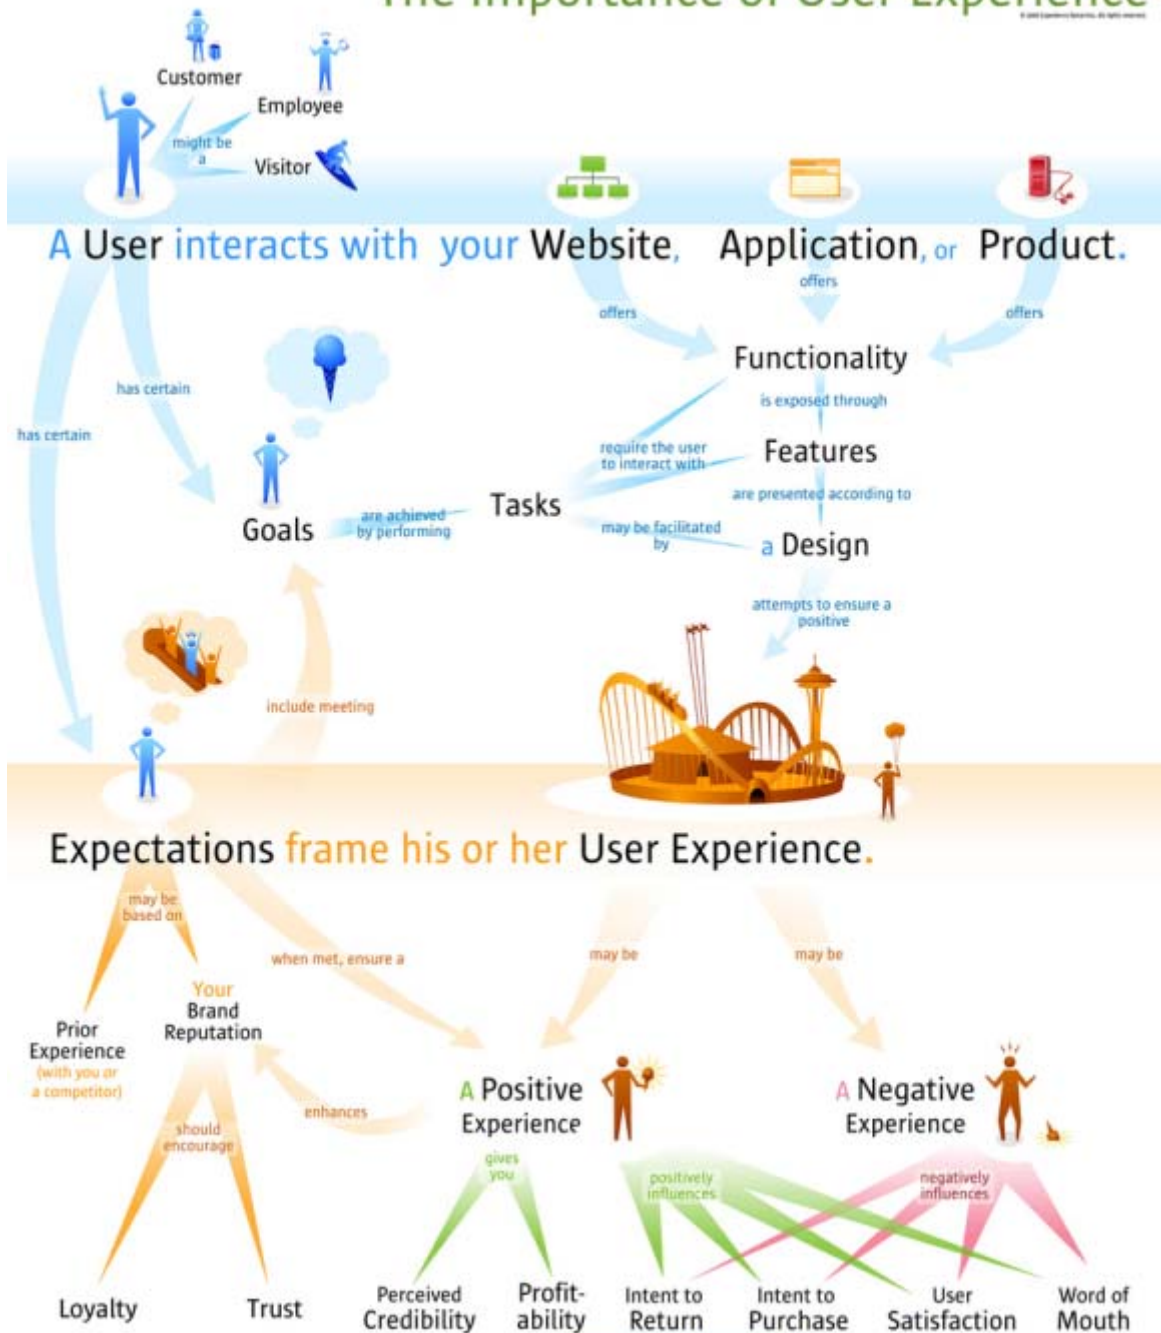 The Importance of User Experience
Customer
Employee
might be
a
Visitor
A User interacts with your Website, Application, or Product.
offers
offers
offers
Functionality
has certain
is exposed through
has certain
require the user
to interact with
Features
are presented according to
Tasks
Goals
are achieved
by performing
may be facilitated
by
a Design
attempts to ensure a
positive
include meeting
Expectations frame his or her User Experience.
may be
based on
when met, ensure a
may be
may be
Your
Brand
Reputation
Prior
Experience
(with you or
a competitor)
A Positive
Experience
A Negative
Experience
enhances
should
encourage
gives
you
positively
influences
negatively
influences
Loyalty
Trust
Perceived
Credibility
Profit-
ability
Intent to
Return
Intent to
Purchase
User
Satisfaction
Word of
Mouth